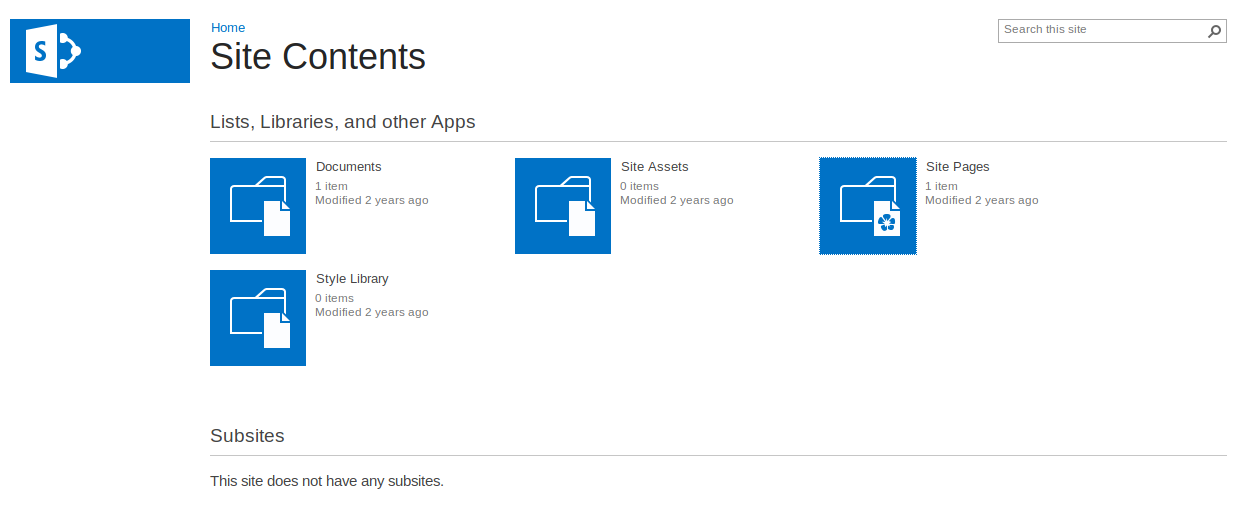 S
Home
Search this site
Site Contents
Lists, Libraries, and other Apps
Documents
1 item
Modified 2 years ago
Site Assets
0 items
Modified 2 years ago
Site Pages
1 item
Modified 2 years ago
Style Library
0 items
Modified 2 years ago
Subsites
This site does not have any subsites.